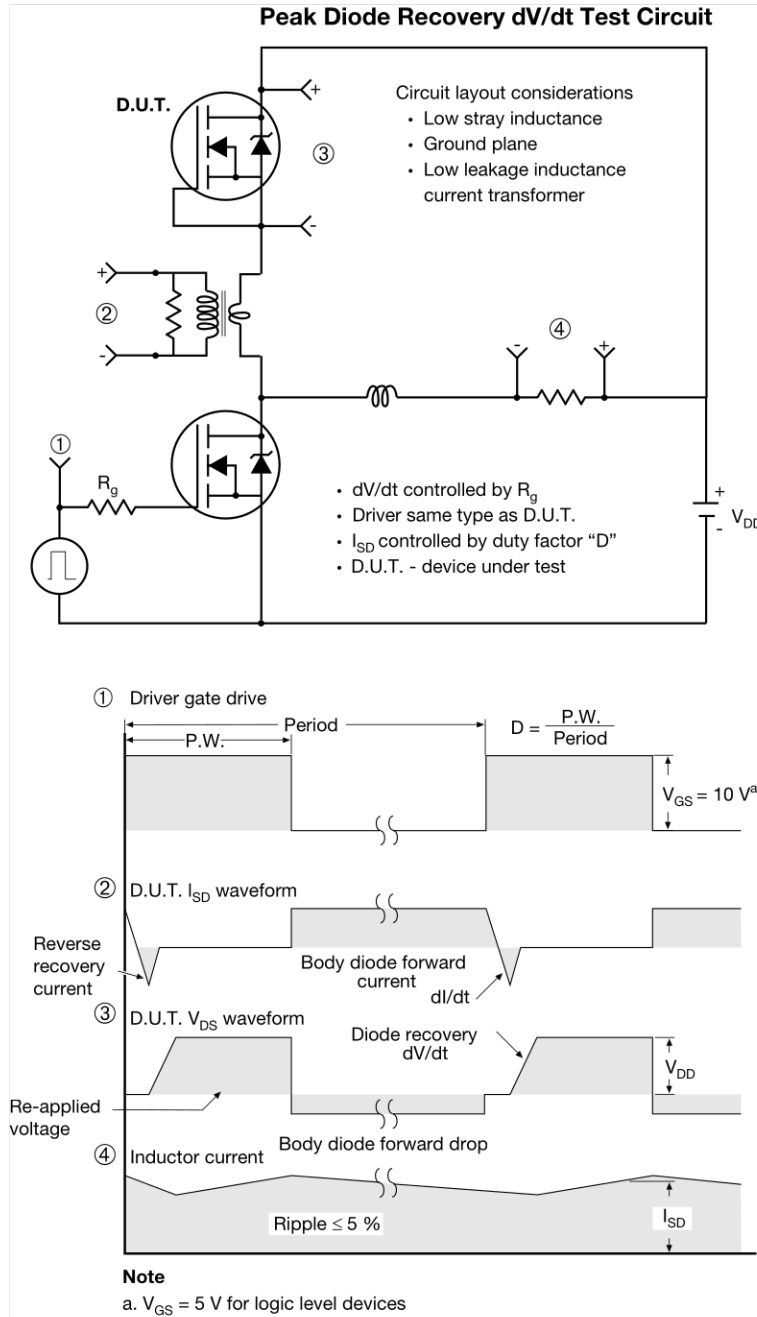 Peak Diode Recovery dV/dt Test Circuit
D.U.T.
+
-
③
Circuit layout considerations
• Low stray inductance
• Ground plane
• Low leakage inductance
current transformer
+
②
-
④
-
+
①
Rg
• dV/dt controlled by Rg
• Driver same type as D.U.T.
• ISD controlled by duty factor “D”
• D.U.T. - device under test
+
VDD
-
① Driver gate drive
Period
P.W.
D = P.W.
Period
VGS = 10 Va
② D.U.T. ISD waveform
Reverse
recovery
current
Body diode forward
current
dI/dt
③ D.U.T. VDS waveform
Diode recovery
dV/dt
VDD
Re-applied
voltage
Body diode forward drop
④ Inductor current
Ripple ≤ 5 %
ISD
Note
a. VGS = 5 V for logic level devices